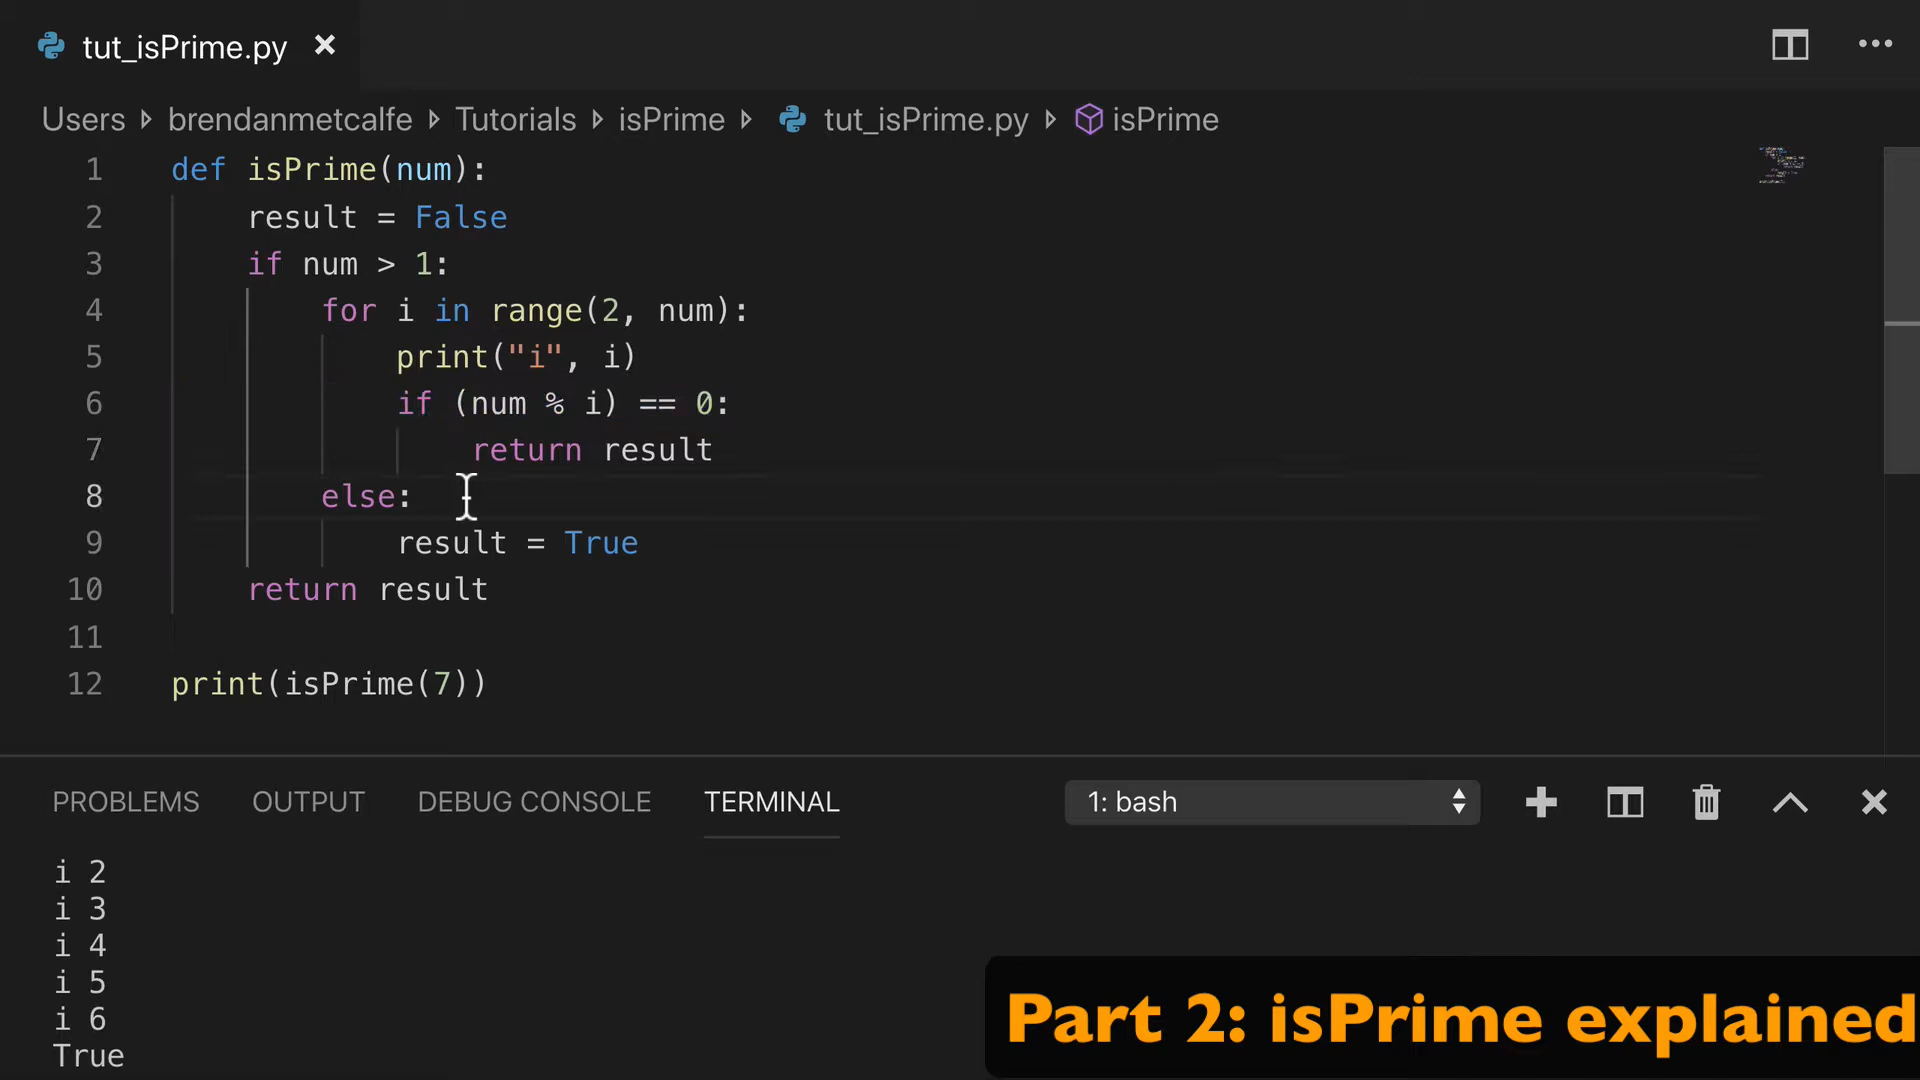 tut_isPrime.py
Users brendanmetcalfe Tutorials isPrime tut_isPrime.py isPrime
1 def isPrime(num):
2 result = False
3 if num > 1:
4 for i in range(2, num):
5 print("i", i)
6 if (num % i) == 0:
7 return result
8 else:
9 result = True
10 return result
11
12 print(isPrime(7))
PROBLEMS OUTPUT DEBUG CONSOLE TERMINAL 1: bash
i 2
i 3
i 4
i 5
i 6
True
Part 2: isPrime explained